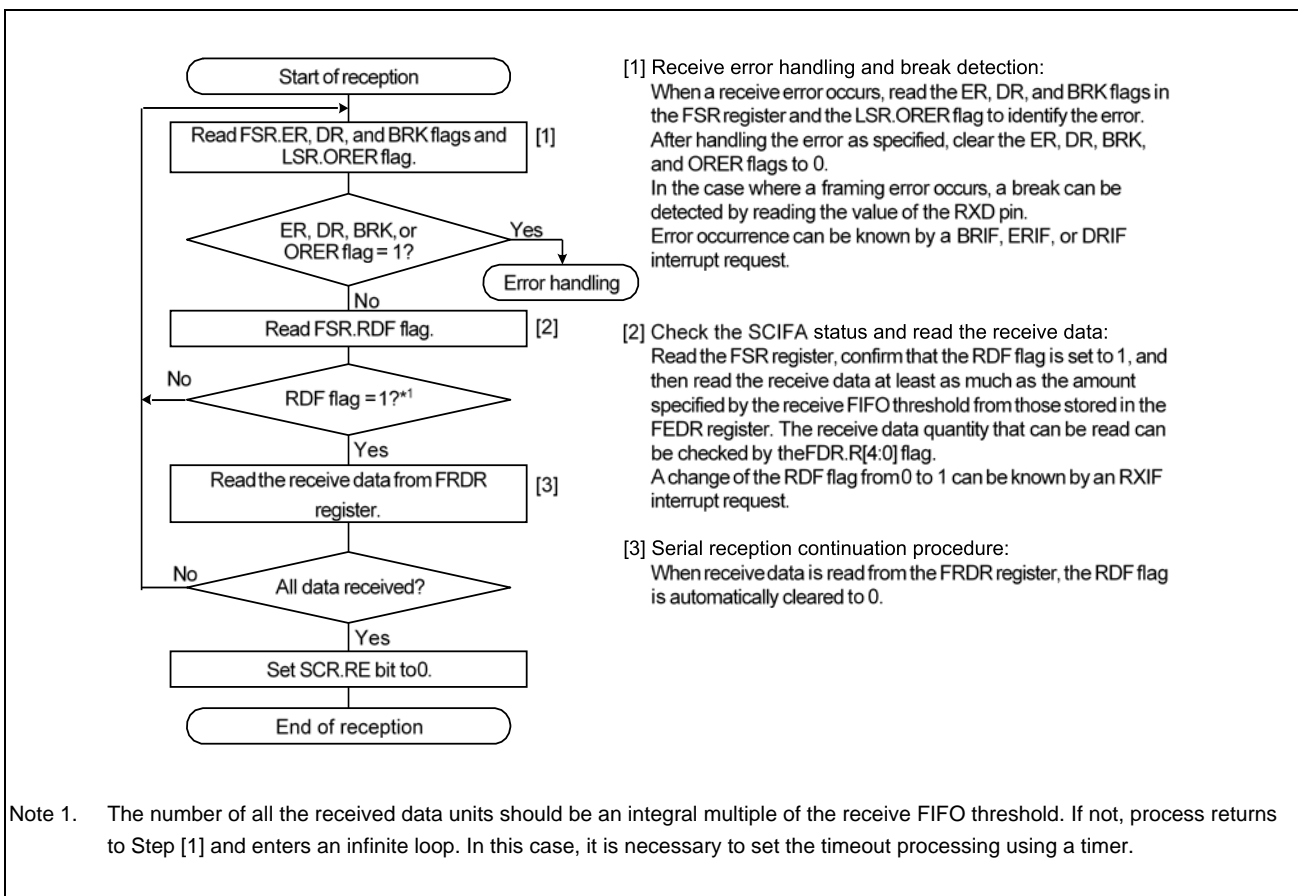 Start of reception
Read FSR.ER, DR, and BRK flags and
LSR.ORER flag.
[1]
ER, DR, BRK, or
ORER flag = 1?
Yes
Error handling
No
Read FSR.RDF flag.
[2]
No
RDF flag = 1?*1
Yes
Read the receive data from FRDR
register.
[3]
No
All data received?
Yes
Set SCR.RE bit to0.
End of reception
[1] Receive error handling and break detection:
When a receive error occurs, read the ER, DR, and BRK flags in
the FSR register and the LSR.ORER flag to identify the error.
After handling the error as specified, clear the ER, DR, BRK,
and ORER flags to 0.
In the case where a framing error occurs, a break can be
detected by reading the value of the RXD pin.
Error occurrence can be known by a BRIF, ERIF, or DRIF
interrupt request.
[2] Check the SCIFA status and read the receive data:
Read the FSR register, confirm that the RDF flag is set to 1, and
then read the receive data at least as much as the amount
specified by the receive FIFO threshold from those stored in the
FEDR register. The receive data quantity that can be read can
be checked by theFDR.R[4:0] flag.
A change of the RDF flag from 0 to 1 can be known by an RXIF
interrupt request.
[3] Serial reception continuation procedure:
When receive data is read from the FRDR register, the RDF flag
is automatically cleared to 0.
Note 1. The number of all the received data units should be an integral multiple of the receive FIFO threshold. If not, process returns
to Step [1] and enters an infinite loop. In this case, it is necessary to set the timeout processing using a timer.